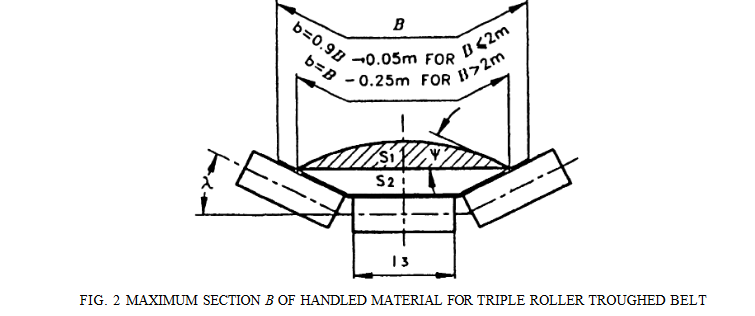 B
b=0.9B -0.05m FOR B⩽2m
b=B -0.25m FOR B>2m
S1 Ψ
S2
λ
l3
FIG. 2 MAXIMUM SECTION B OF HANDLED MATERIAL FOR TRIPLE ROLLER TROUGHED BELT